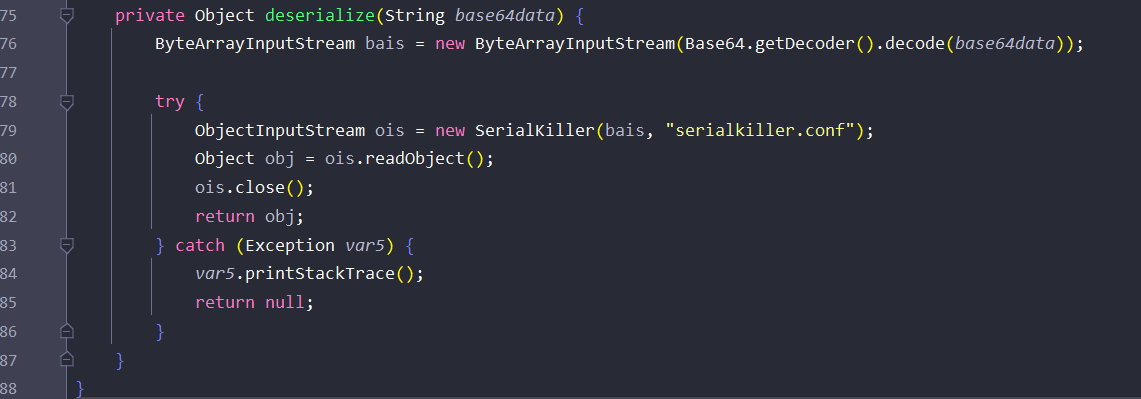 75 private Object deserialize(String base64data) {
76 ByteArrayInputStream bais = new ByteArrayInputStream(Base64.getDecoder().decode(base64data));
77
78 try {
79 ObjectInputStream ois = new SerialKiller(bais, "serialkiller.conf");
80 Object obj = ois.readObject();
81 ois.close();
82 return obj;
83 } catch (Exception var5) {
84 var5.printStackTrace();
85 return null;
86 }
87 }
88 }